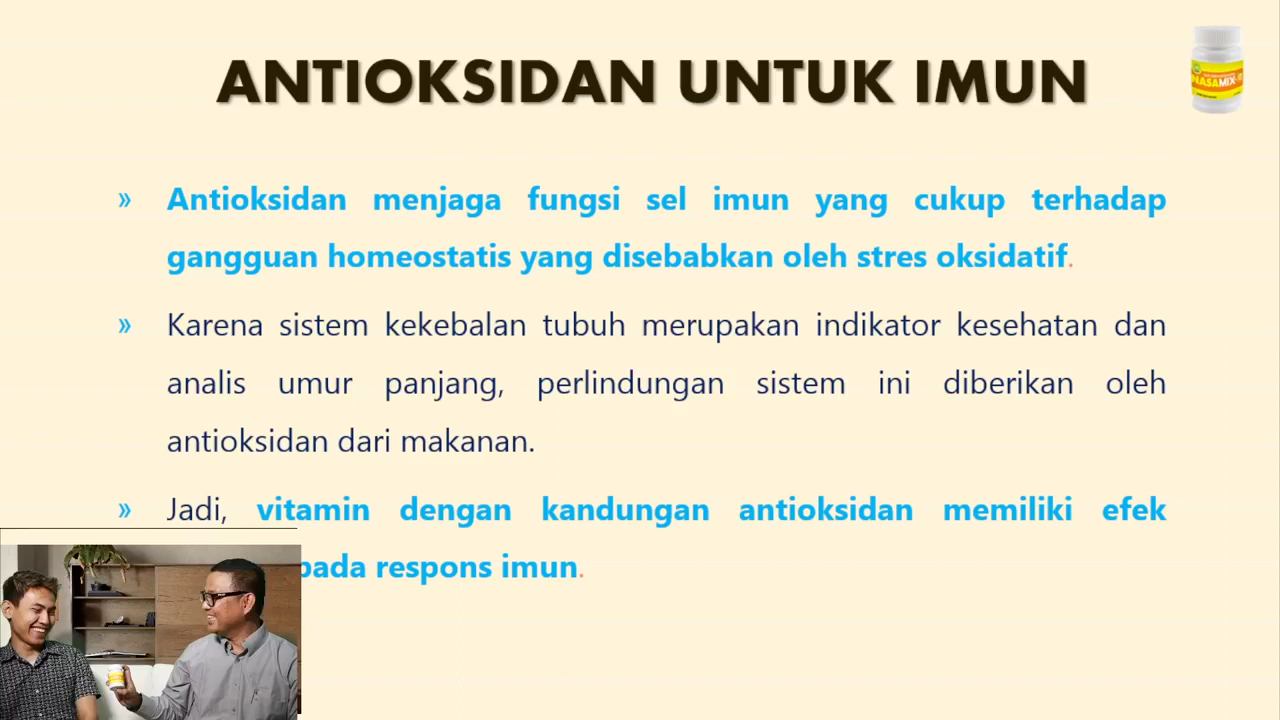 ANTIOKSIDAN UNTUK IMUN
NASAMIX
» Antioksidan menjaga fungsi sel imun yang cukup terhadap
gangguan homeostatis yang disebabkan oleh stres oksidatif.
» Karena sistem kekebalan tubuh merupakan indikator kesehatan dan
analis umur panjang, perlindungan sistem ini diberikan oleh
antioksidan dari makanan.
» Jadi, vitamin dengan kandungan antioksidan memiliki efek
pada respons imun.